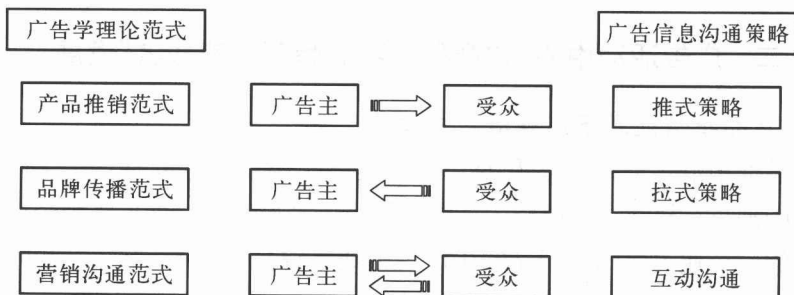 广告学理论范式 广告信息沟通策略
产品推销范式 广告主 受众 推式策略
品牌传播范式 广告主 受众 拉式策略
营销沟通范式 广告主 受众 互动沟通